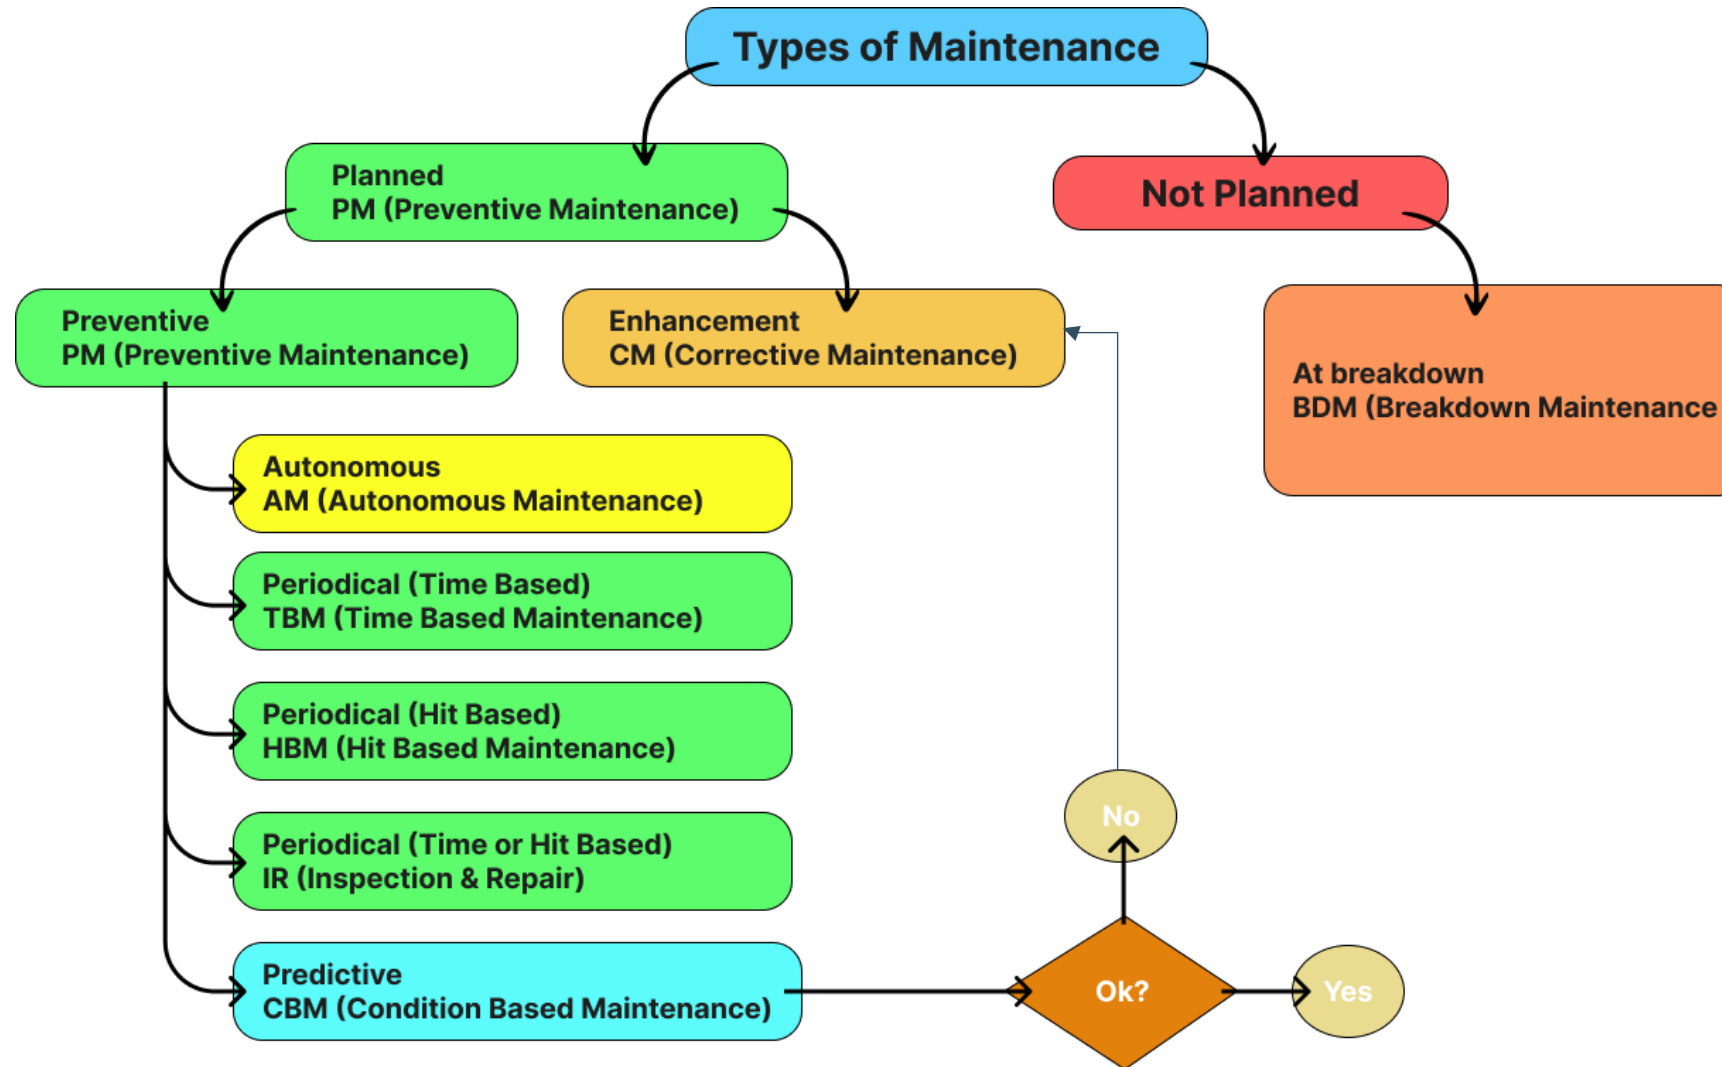 Types of Maintenance
Planned
PM (Preventive Maintenance)
Not Planned
Preventive
PM (Preventive Maintenance)
Enhancement
CM (Corrective Maintenance)
At breakdown
BDM (Breakdown Maintenance
Autonomous
AM (Autonomous Maintenance)
Periodical (Time Based)
TBM (Time Based Maintenance)
Periodical (Hit Based)
HBM (Hit Based Maintenance)
Periodical (Time or Hit Based)
IR (Inspection & Repair)
No
Predictive
CBM (Condition Based Maintenance)
Ok?
Yes